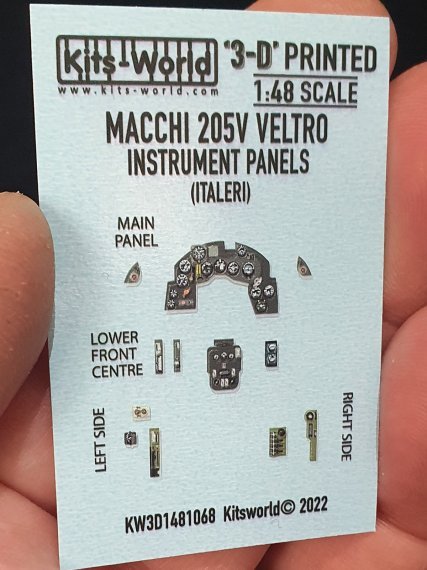 Kits-World
www.kits-world.com
'3-D' PRINTED
1:48 SCALE
MACCHI 205V VELTRO
INSTRUMENT PANELS
(ITALERI)
MAIN
PANEL
LOWER
FRONT
CENTRE
LEFT SIDE
RIGHT SIDE
KW3D1481068 Kitsworld© 2022